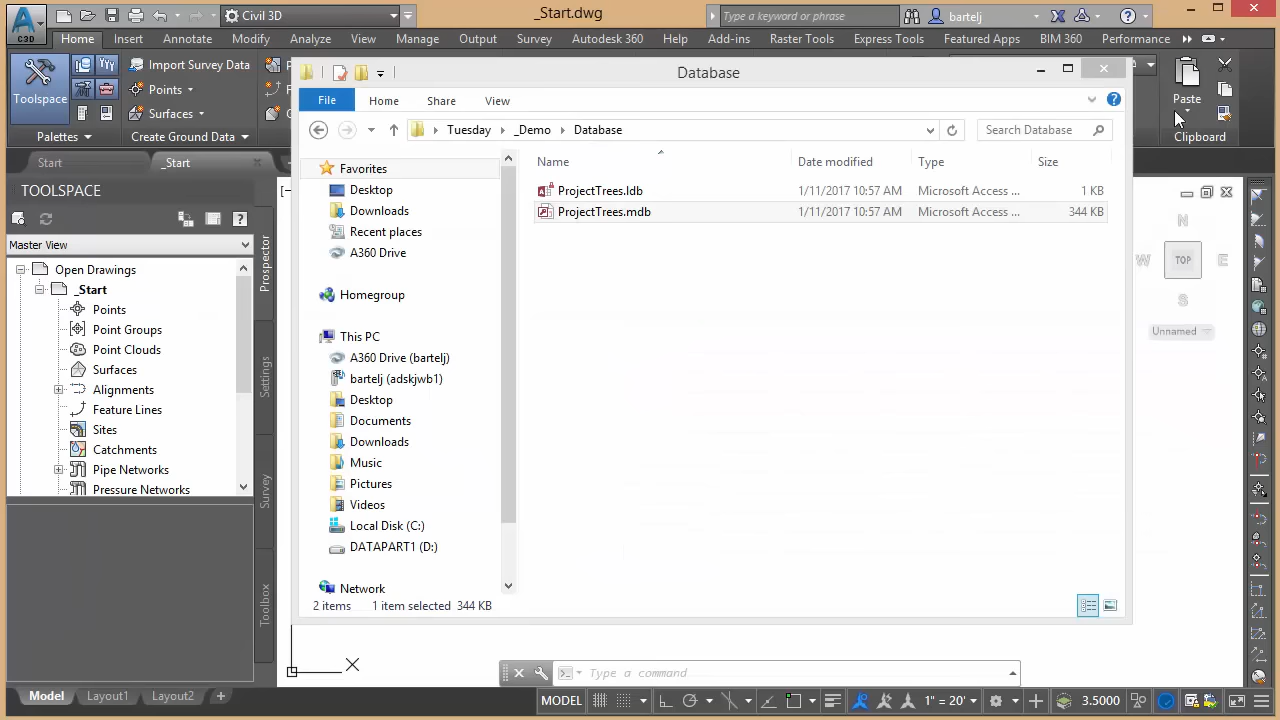 Civil 3D
_Start.dwg
Type a keyword or phrase
bartelj
C3D
Home Insert Annotate Modify Analyze View Manage Output Survey Autodesk 360 Help Add-ins Raster Tools Express Tools Featured Apps BIM 360 Performance
Toolspace
Import Survey Data
Points
Surfaces
Palettes
Create Ground Data
Paste
Clipboard
Start
_Start
Database
File Home Share View
Tuesday _Demo Database
Search Database
Favorites
Desktop
Downloads
Recent places
A360 Drive
Homegroup
This PC
A360 Drive (bartelj)
bartelj (adskjwb1)
Desktop
Documents
Downloads
Music
Pictures
Videos
Local Disk (C:)
DATAPART1 (D:)
Network
Name Date modified Type Size
ProjectTrees.ldb 1/11/2017 10:57 AM Microsoft Access ... 1 KB
ProjectTrees.mdb 1/11/2017 10:57 AM Microsoft Access ... 344 KB
2 items 1 item selected 344 KB
TOOLSPACE
Master View
Open Drawings
_Start
Points
Point Groups
Point Clouds
Surfaces
Alignments
Feature Lines
Sites
Catchments
Pipe Networks
Pressure Networks
Prospector
Settings
Survey
Toolbox
N
W TOP E
S
Unnamed
X
Type a command
Model Layout1 Layout2 +
MODEL
1" = 20'
3.5000